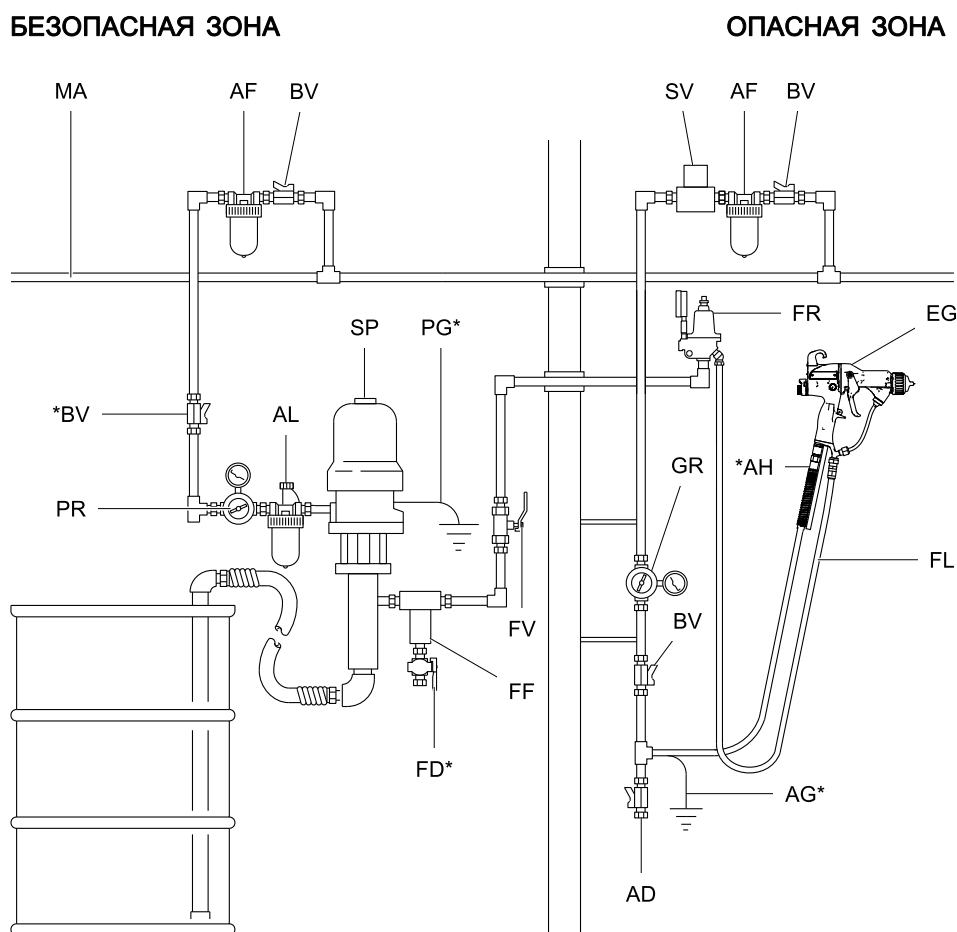 БЕЗОПАСНАЯ ЗОНА ОПАСНАЯ ЗОНА
MA AF BV SV AF BV
SP PG* FR EG
*BV AL *AH
PR GR
FL
FV BV
FF
FD* AG*
AD